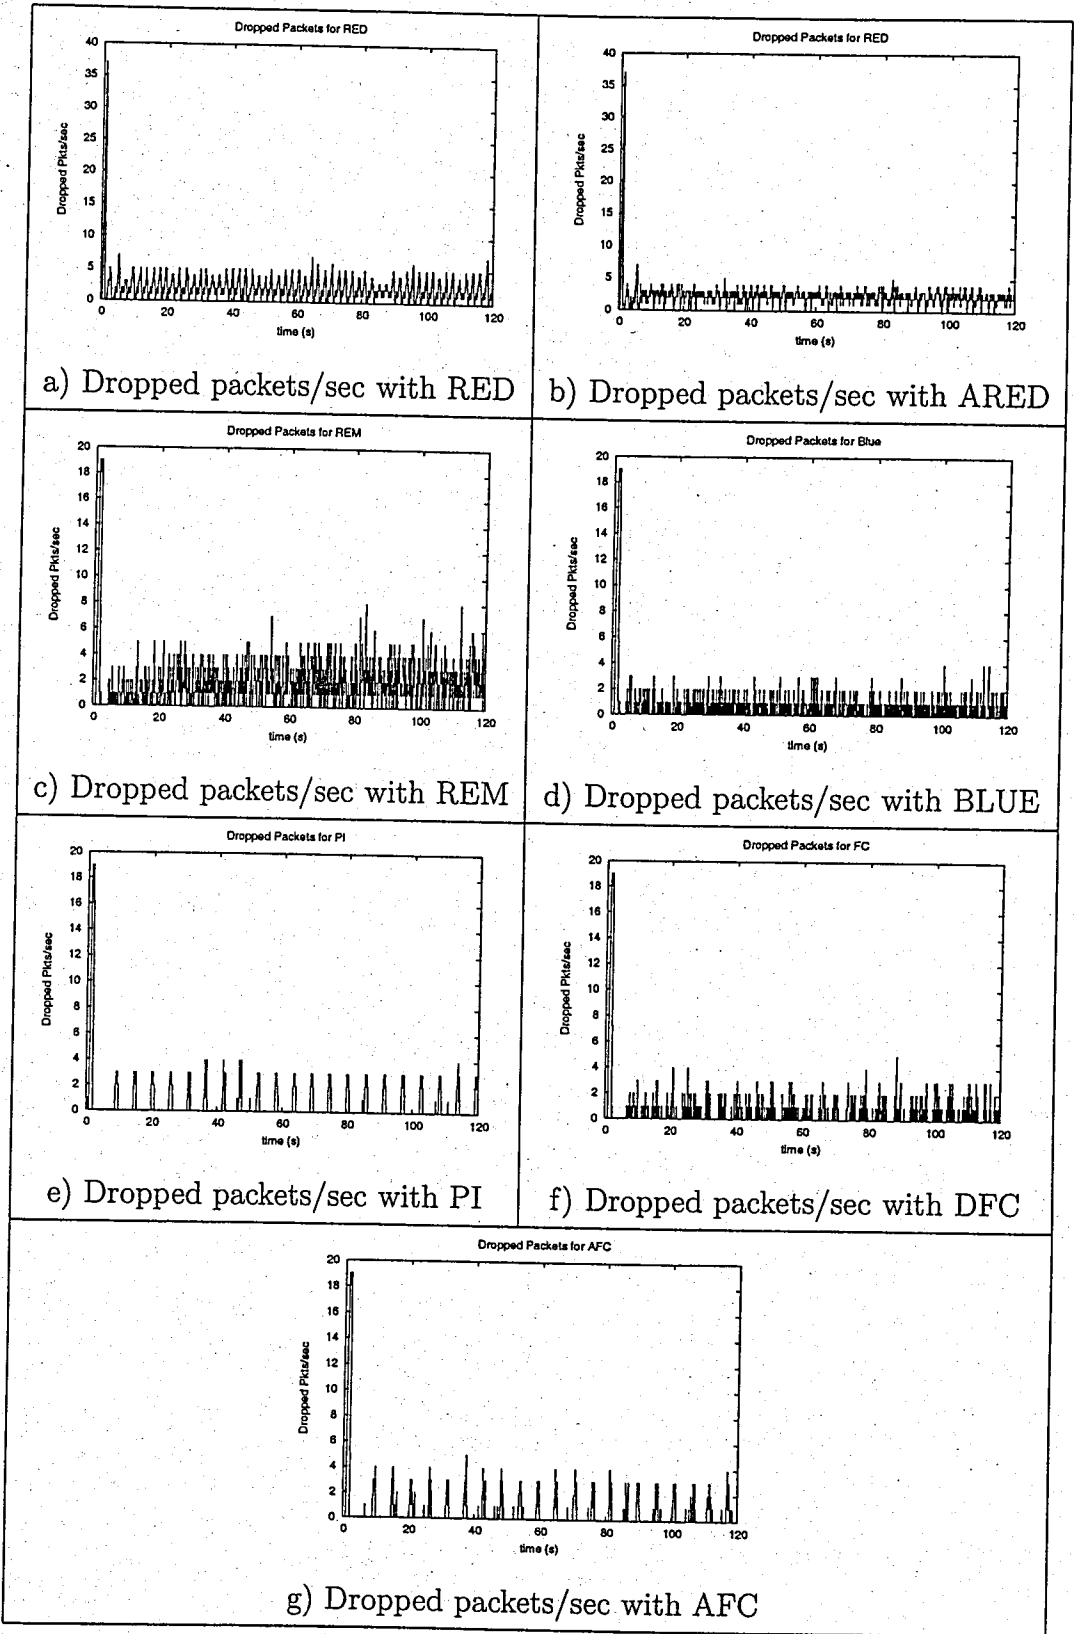 Dropped Packets for RED
40
35
30
25
20
15
10
5
0
Dropped Pkts/sec
0 20 40 60 80 100 120
time (s)
a) Dropped packets/sec with RED
Dropped Packets for RED
40
35
30
25
20
15
10
5
0
Dropped Pkts/sec
0 20 40 60 80 100 120
time (s)
b) Dropped packets/sec with ARED
Dropped Packets for REM
20
18
16
14
12
10
8
6
4
2
0
Dropped Pkts/sec
0 20 40 60 80 100 120
time (s)
c) Dropped packets/sec with REM
Dropped Packets for Blue
20
18
16
14
12
10
8
6
4
2
0
Dropped Pkts/sec
0 20 40 60 80 100 120
time (s)
d) Dropped packets/sec with BLUE
Dropped Packets for PI
20
18
16
14
12
10
8
6
4
2
0
Dropped Pkts/sec
0 20 40 60 80 100 120
time (s)
e) Dropped packets/sec with PI
Dropped Packets for FC
20
18
16
14
12
10
8
6
4
2
0
Dropped Pkts/sec
0 20 40 60 80 100 120
time (s)
f) Dropped packets/sec with DFC
Dropped Packets for AFC
20
18
16
14
12
10
8
6
4
2
0
Dropped Pkts/sec
0 20 40 60 80 100 120
time (s)
g) Dropped packets/sec with AFC